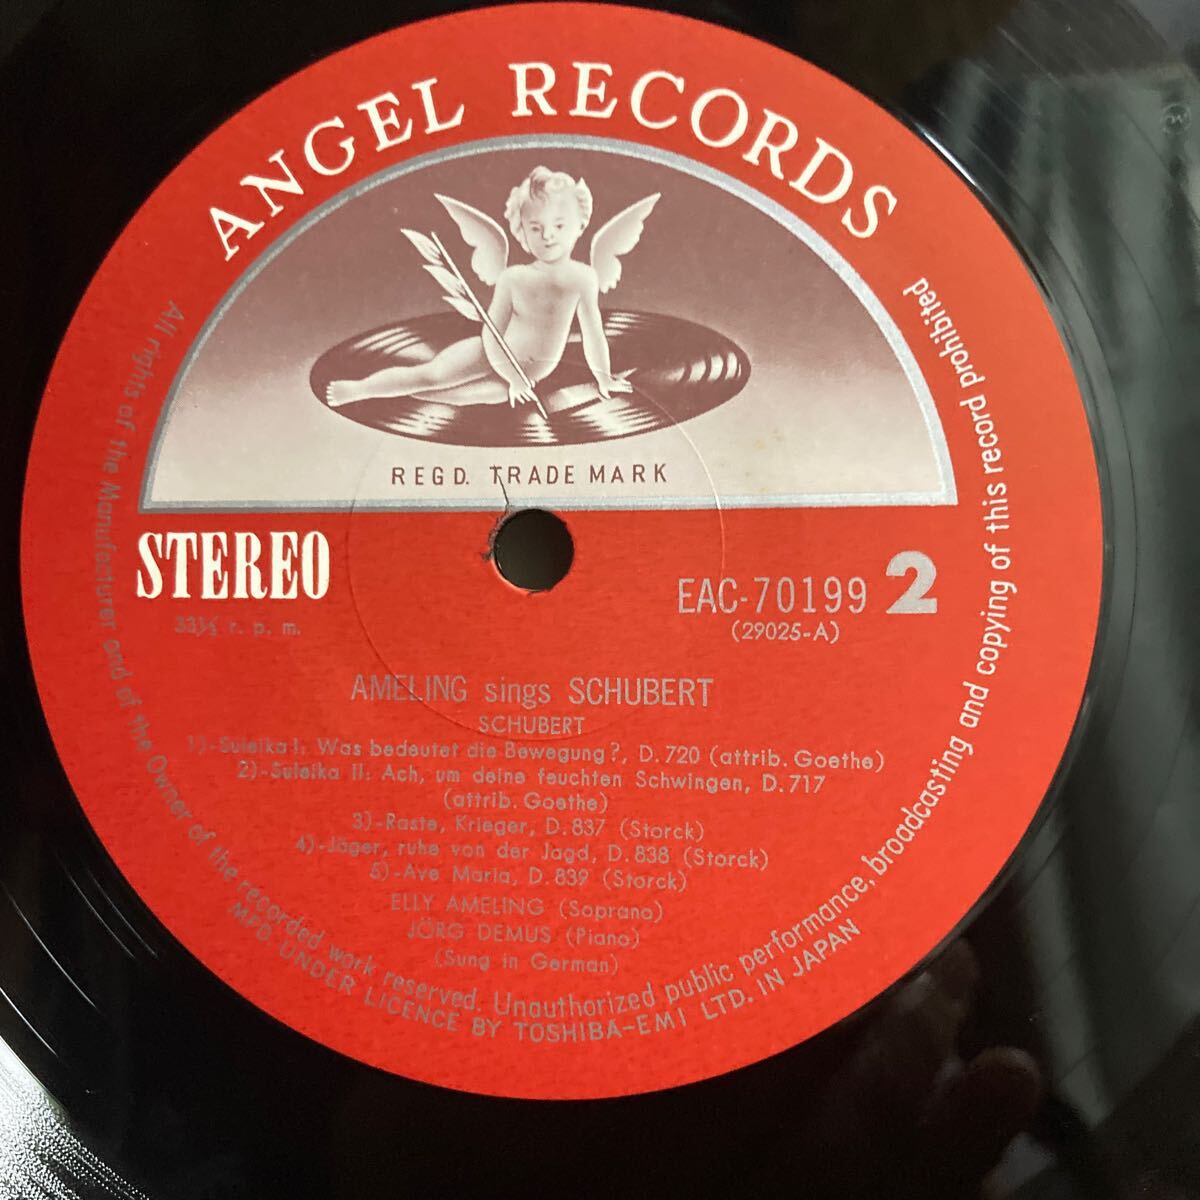 ANGEL RECORDS
REGD. TRADE MARK
STEREO
33⅓ r. p. m.
EAC-70199 2
(29025-A)
AMELING sings SCHUBERT
SCHUBERT
1)-Suleika I: Was bedeutet die Bewegung?, D.720 (attrib. Goethe)
2)-Suleika II: Ach, um deine feuchten Schwingen, D.717
(attrib. Goethe)
3)-Raste, Krieger, D.837 (Storck)
4)-Jäger, ruhe von der Jagd, D.838 (Storck)
5)-Ave Maria, D.839 (Storck)
ELLY AMELING (Soprano)
JÖRG DEMUS (Piano)
(Sung in German)
All rights of the Manufacturer and of the Owner of the recorded work reserved. Unauthorized public performance, broadcasting and copying of this record prohibited
MFD. UNDER LICENCE BY TOSHIBA-EMI LTD. IN JAPAN